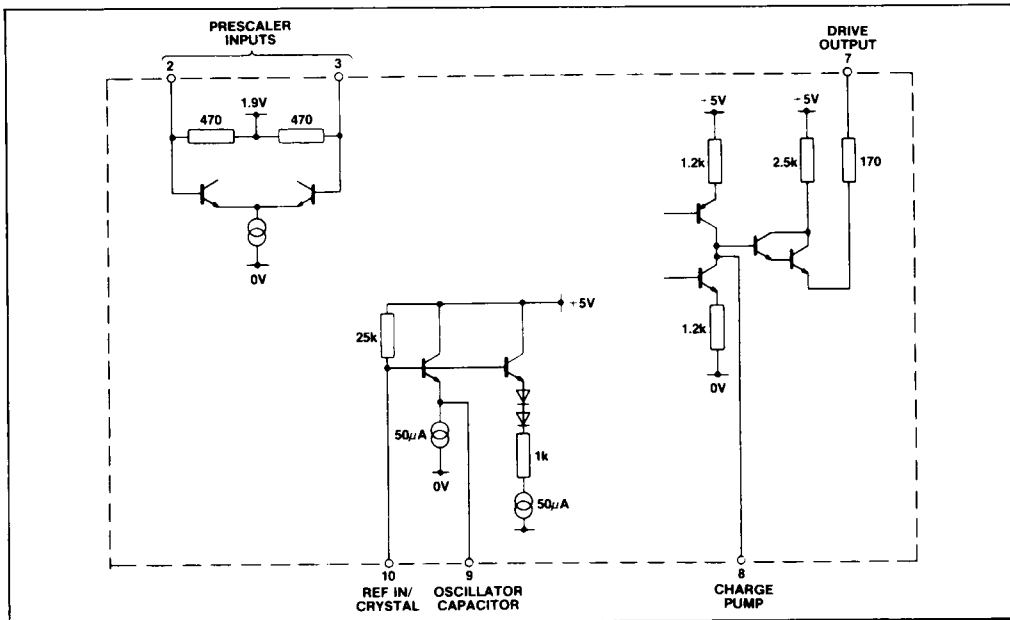 PRESCALER
INPUTS
2
3
1.9V
470
470
0V
DRIVE
OUTPUT
7
+5V
+5V
1.2k
2.5k
170
1.2k
0V
+5V
25k
50µA
0V
1k
50µA
10
9
8
REF IN/
CRYSTAL
OSCILLATOR
CAPACITOR
CHARGE
PUMP